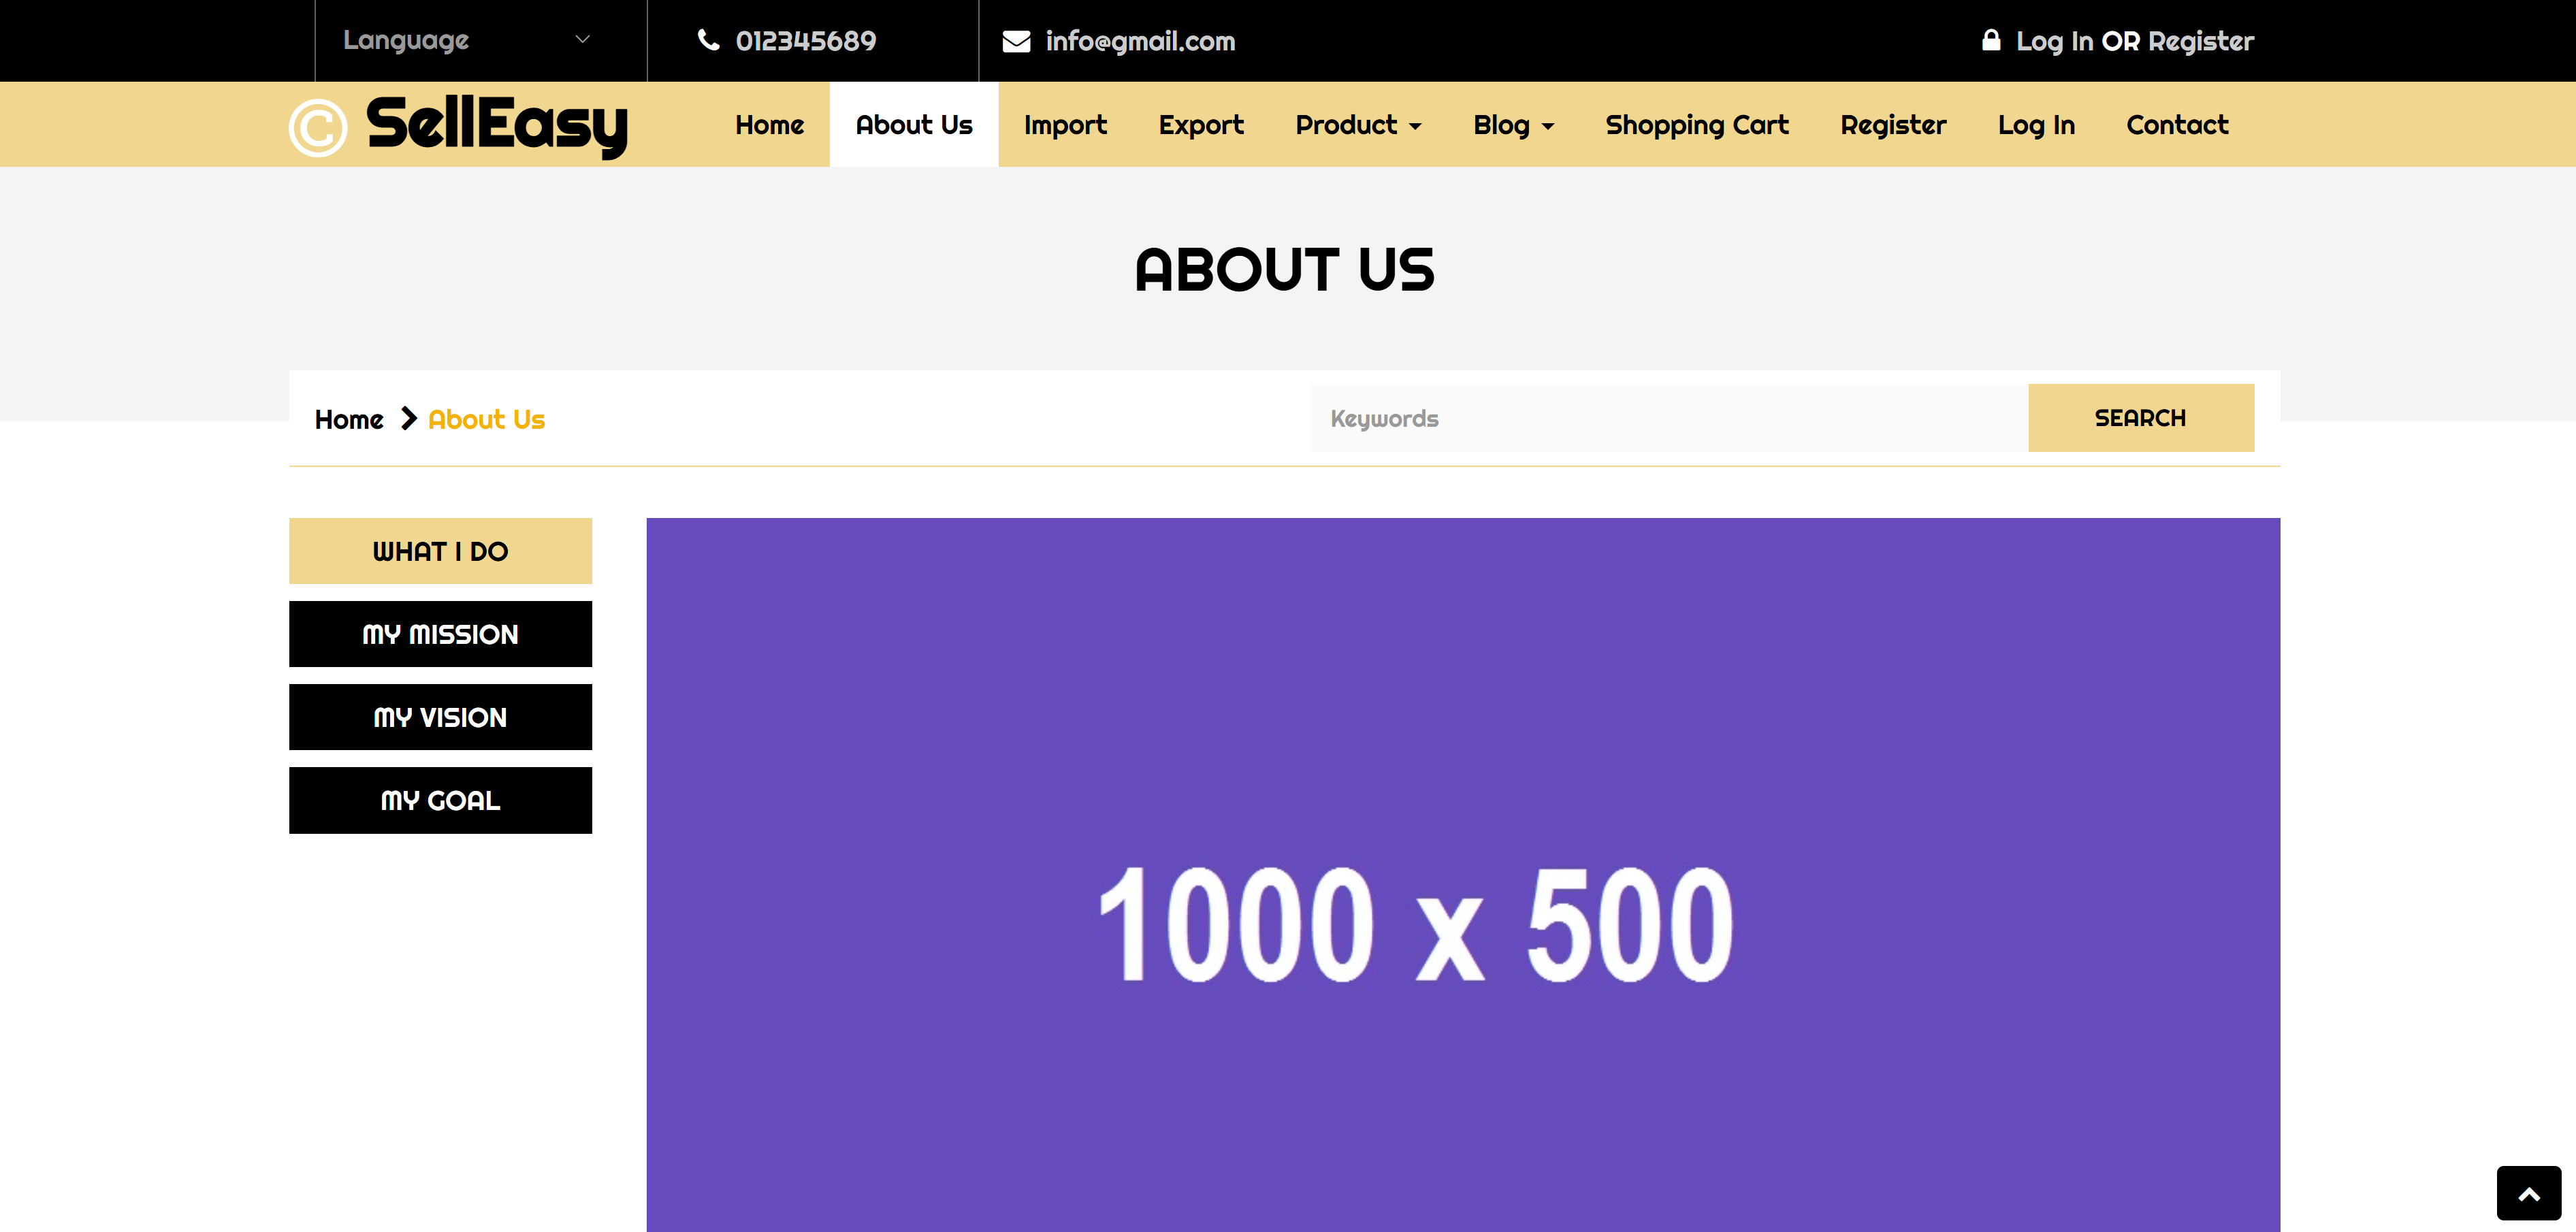 Language 012345689 info@gmail.com Log In OR Register
© SellEasy Home About Us Import Export Product Blog Shopping Cart Register Log In Contact
ABOUT US
Home About Us Keywords SEARCH
WHAT I DO
MY MISSION
MY VISION
MY GOAL
1000 x 500